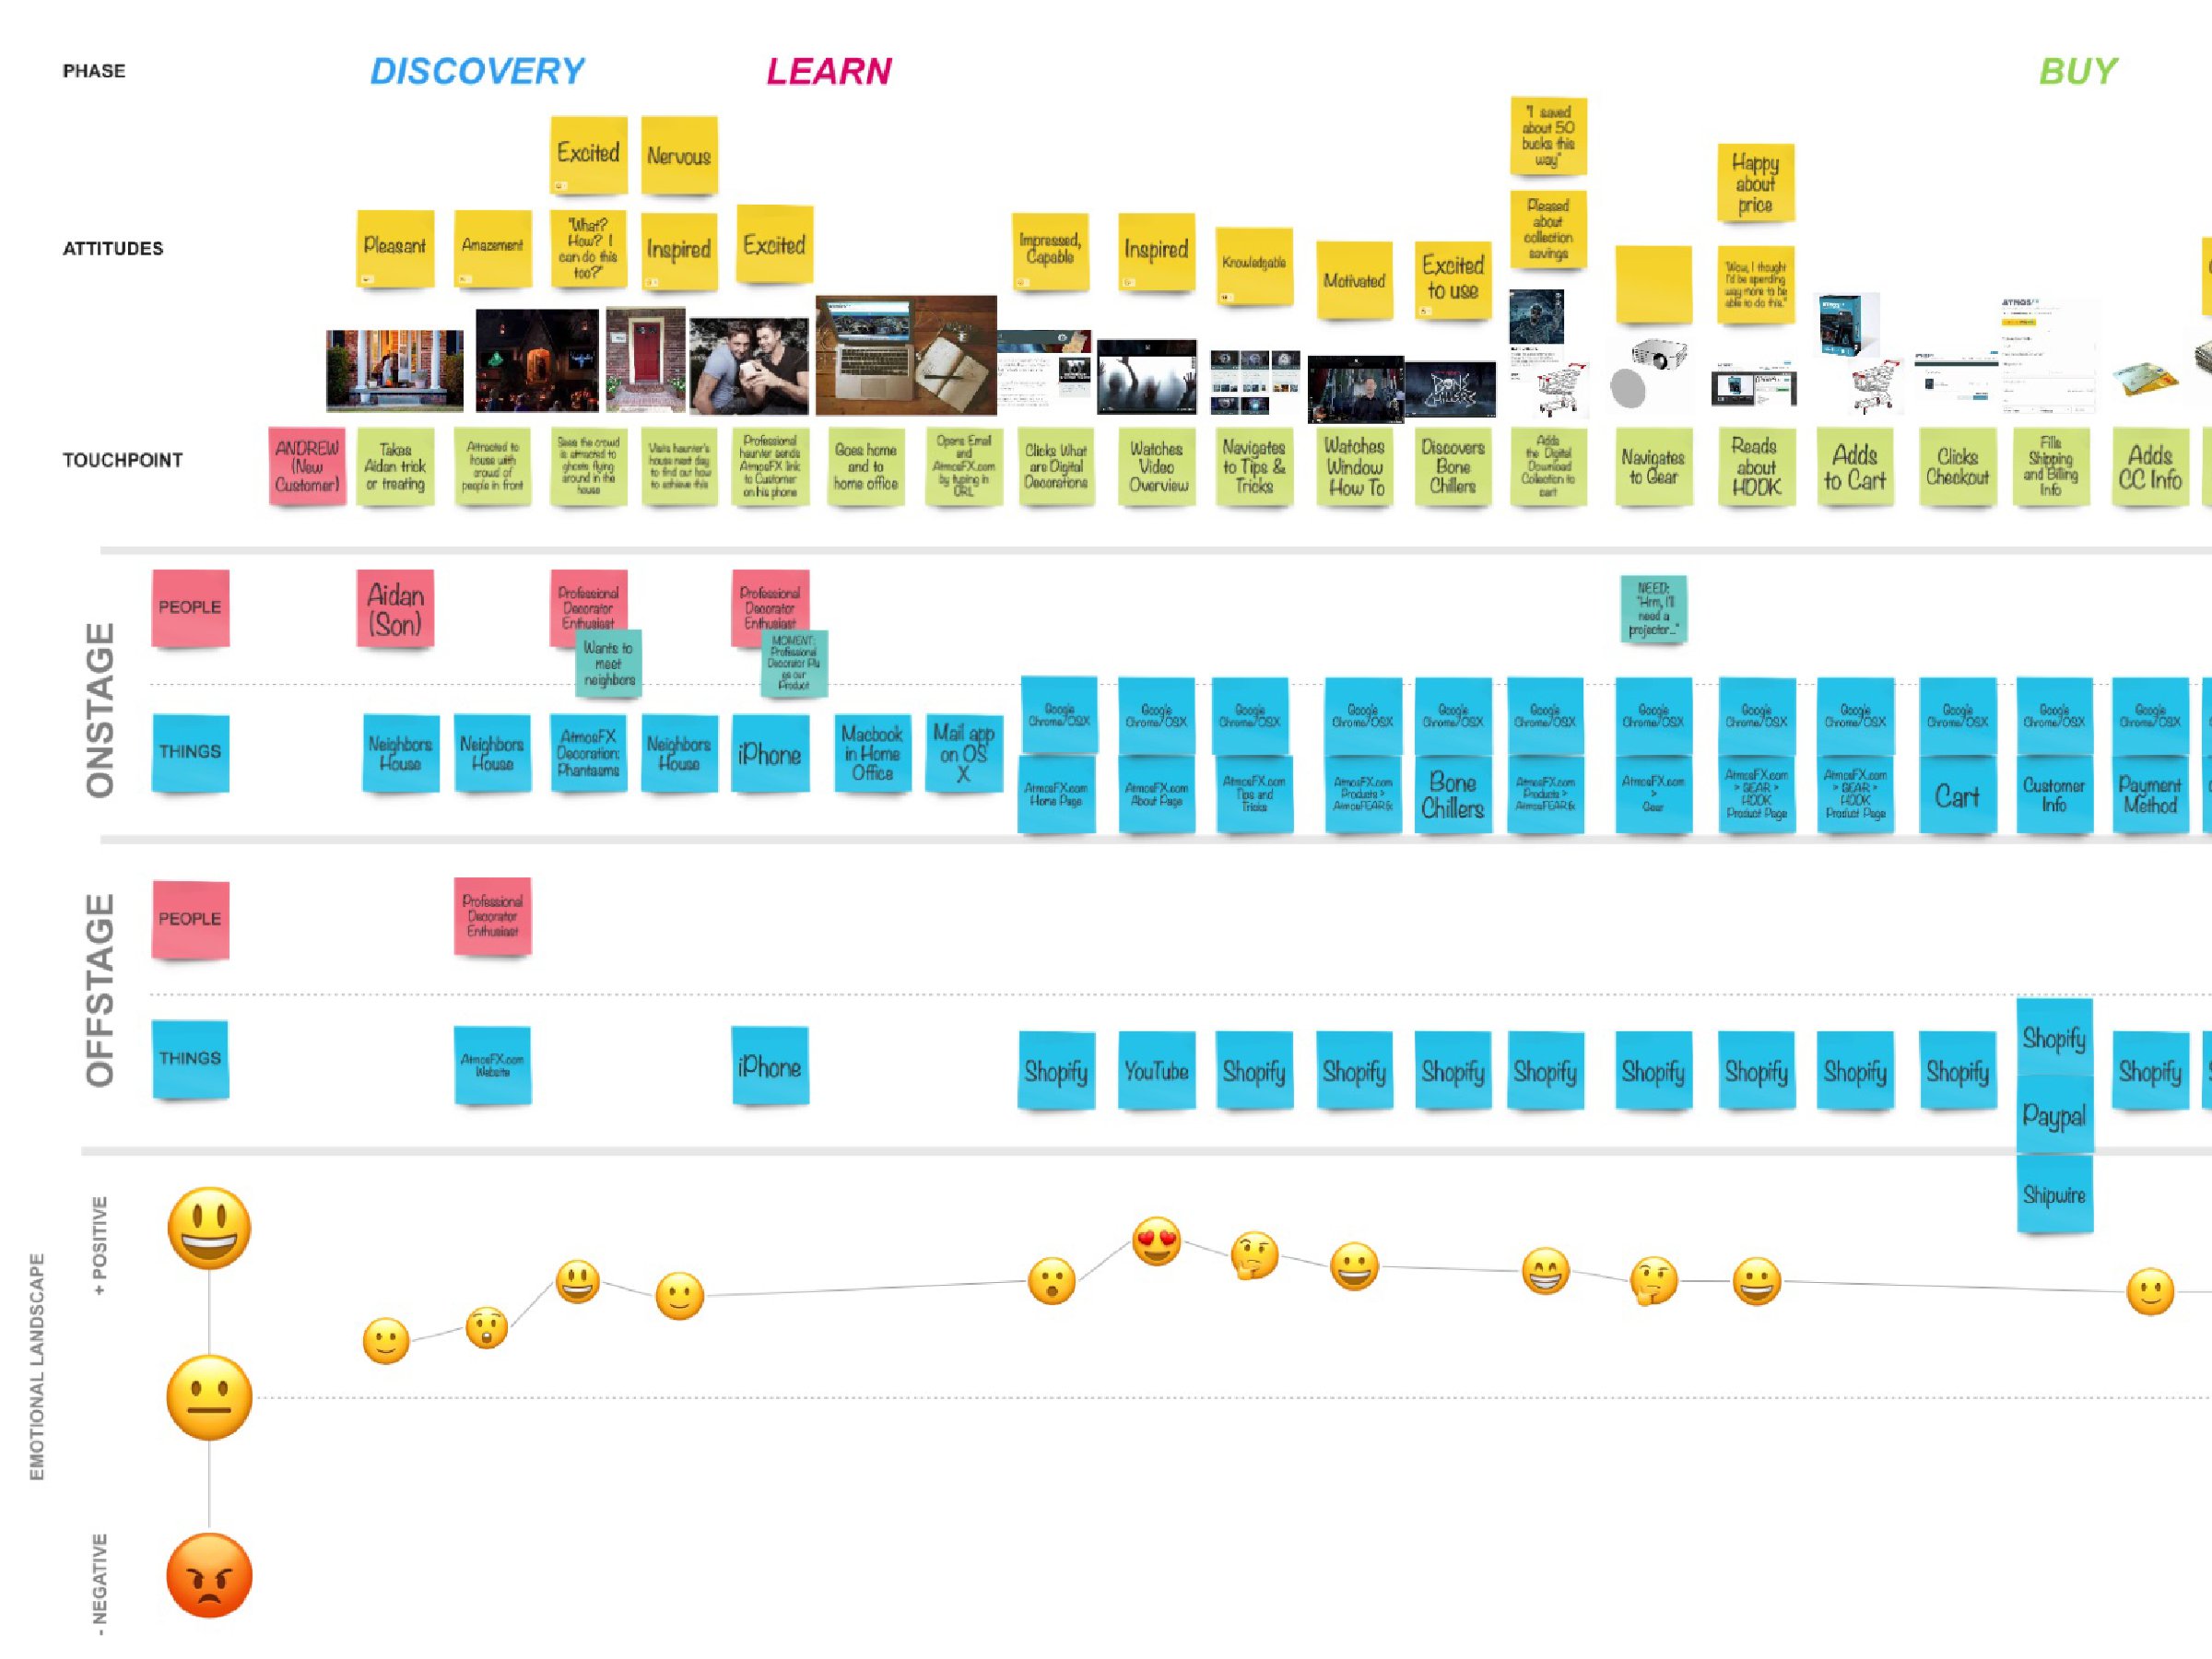 PHASE
DISCOVERY
LEARN
BUY
"I saved
about 50
bucks this
way"
Excited
Nervous
Happy
about
price
ATTITUDES
Pleasant
Amazement
"What?
How? I
can do this
too?"
Inspired
Excited
Impressed,
Capable
Inspired
Knowledgable
Motivated
Excited
to use
Pleased
about
collection
savings
"Wow, I thought
I'd be spending
way more to be
able to do this."
ATMOS
TOUCHPOINT
ANDREW
(New
Customer)
Takes
Aidan trick
or treating
Attracted to
house with
crowd of
people in front
Sees the crowd
is attracted to
ghosts flying
around in the
house
Visits haunter's
house next day
to find out how
to achieve this
Professional
haunter sends
AtmosFX link
to Customer
on his phone
Goes home
and to
home office
Opens Email
and
AtmosFX.com
by typing in
URL
Clicks What
are Digital
Decorations
Watches
Video
Overview
Navigates
to Tips &
Tricks
Watches
Window
How To
Discovers
Bone
Chillers
Adds
the Digital
Download
Collection to
cart
Navigates
to Gear
Reads
about
HODK
Adds
to Cart
Clicks
Checkout
Fills
Shipping
and Billing
Info
Adds
CC Info
ONSTAGE
PEOPLE
Aidan
(Son)
Professional
Decorator
Enthusiast
Wants to
meet
neighbors
Professional
Decorator
Enthusiast
MOMENT:
Professional
Decorator Plu
gs our
Product
NEED:
"Hrm, I'll
need a
projector..."
THINGS
Neighbors
House
Neighbors
House
AtmosFX
Decoration:
Phantasms
Neighbors
House
iPhone
Macbook
in Home
Office
Mail app
on OS
X
Google
Chrome/OSX
AtmosFX.com
Home Page
Google
Chrome/OSX
AtmosFX.com
About Page
Google
Chrome/OSX
AtmosFX.com
Tips and
Tricks
Google
Chrome/OSX
AtmosFX.com
Products >
AtmosFEARfx
Google
Chrome/OSX
Bone
Chillers
Google
Chrome/OSX
AtmosFX.com
Products >
AtmosFEARfx
Google
Chrome/OSX
AtmosFX.com
>
Gear
Google
Chrome/OSX
AtmosFX.com
> GEAR >
HODK
Product Page
Google
Chrome/OSX
AtmosFX.com
> GEAR >
HODK
Product Page
Google
Chrome/OSX
Cart
Google
Chrome/OSX
Customer
Info
Google
Chrome/OSX
Payment
Method
OFFSTAGE
PEOPLE
Professional
Decorator
Enthusiast
THINGS
AtmosFX.com
Website
iPhone
Shopify
YouTube
Shopify
Shopify
Shopify
Shopify
Shopify
Shopify
Shopify
Shopify
Shopify
Paypal
Shipwire
Shopify
EMOTIONAL LANDSCAPE
+ POSITIVE
- NEGATIVE